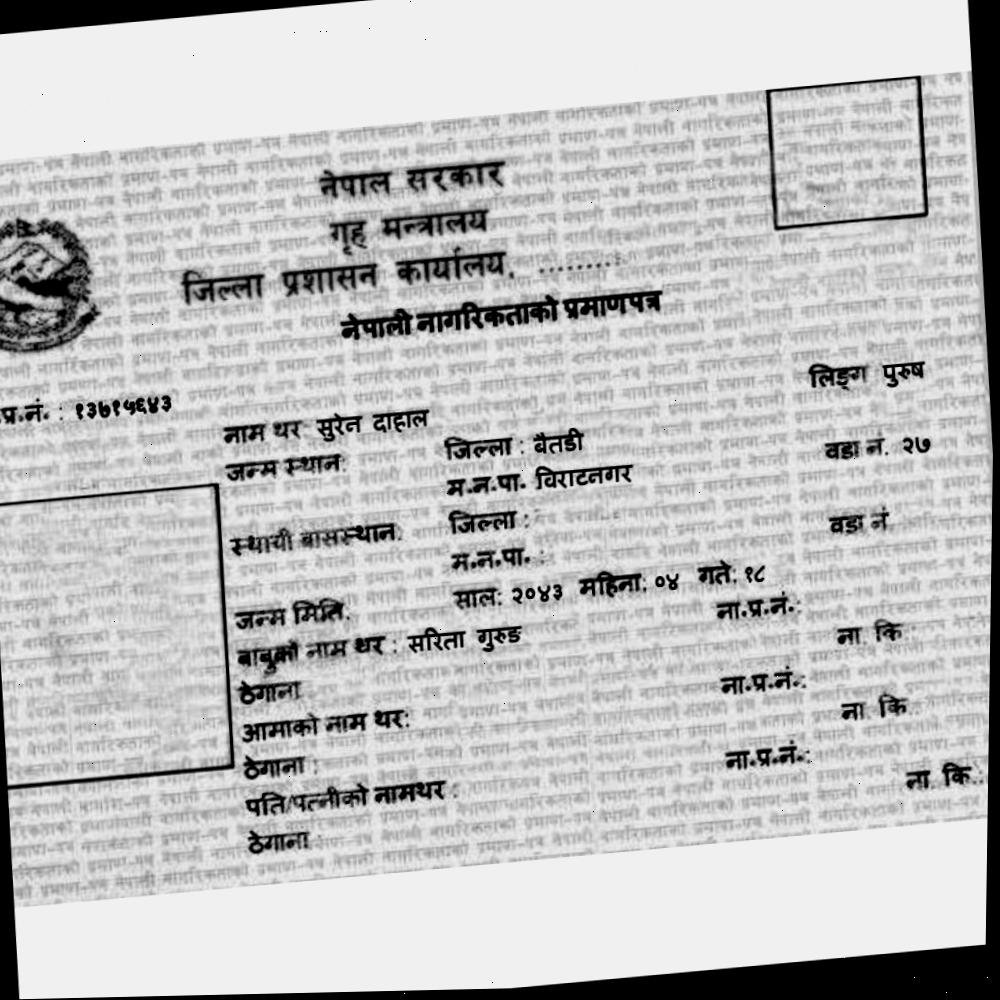 नेपाल सरकार
गृह मन्त्रालय
जिल्ला प्रशासन कार्यालय, .........
नेपाली नागरिकताको प्रमाणपत्र
लिङ्ग पुरुष
प्र.नं. : १३७१५६४३
नाम थर सुरेन दाहाल
जन्म स्थान: जिल्ला : बैतडी वडा नं. २७
म.न.पा. विराटनगर
स्थायी बासस्थान: जिल्ला : वडा नं
म.न.पा. :
जन्म मिति: साल: २०४३ महिना: ०४ गते: १८
बाबुको नाम थर : सरिता गुरुङ ना.प्र.नं.:
ठेगाना ना कि
आमाको नाम थर: ना.प्र.नं.:
ठेगाना : ना कि
पति/पत्नीको नामथर : ना.प्र.नं.:
ठेगाना ना कि.: